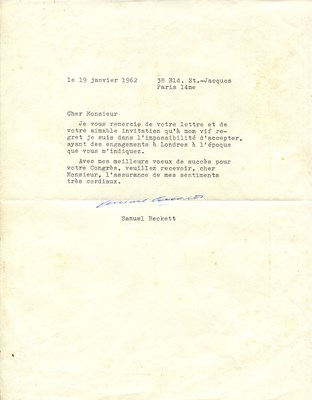 le 19 janvier 1962 38 Bld. St.-Jacques
Paris 14me
Cher Monsieur
Je vous remercie de votre lettre et de
votre aimable invitation qu'à mom vif re-
gret je suis dans l'impossibilité d'accepter,
ayant des engagements à Londres à l'époque
que vous m'indiquez.
Avec mes meilleurs voeux de succès pour
votre Congrès, veuillez recevoir, cher
Monsieur, l'assurance de mes sentiments
très cordiaux.
Samuel Beckett
Samuel Beckett